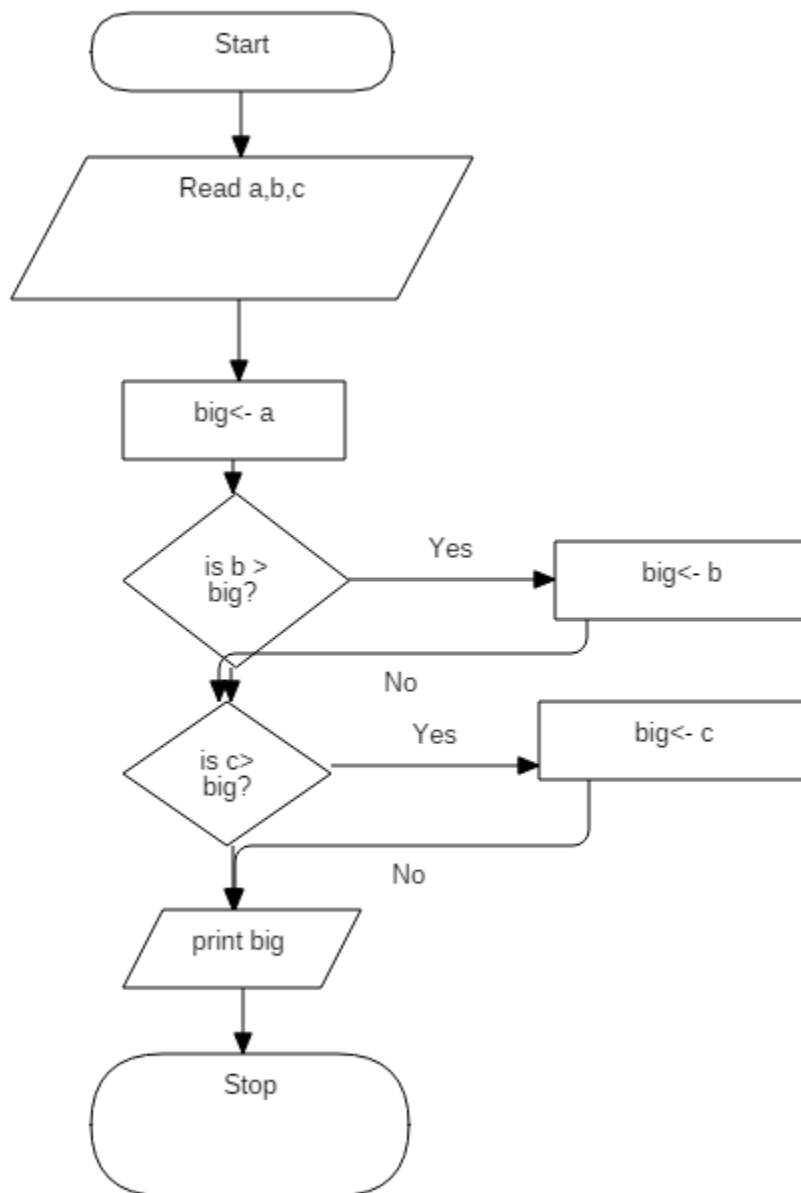 Start
Read a,b,c
big<- a
is b >
big?
Yes
big<- b
No
is c>
big?
Yes
big<- c
No
print big
Stop